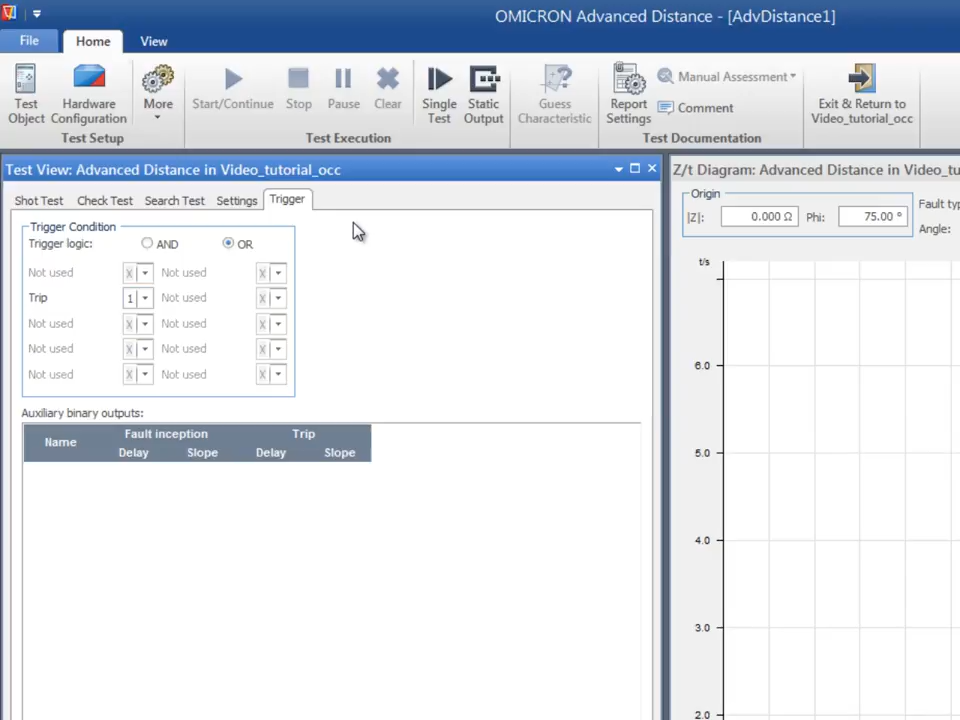 OMICRON Advanced Distance - [AdvDistance1]
File Home View
Test Object
Hardware Configuration
More
Start/Continue Stop Pause Clear
Single Test
Static Output
Guess Characteristic
Report Settings
Manual Assessment
Comment
Exit & Return to Video_tutorial_occ
Test Setup Test Execution Test Documentation
Test View: Advanced Distance in Video_tutorial_occ
Shot Test Check Test Search Test Settings Trigger
Trigger Condition
Trigger logic: AND OR
Not used X Not used X
Trip 1 Not used X
Not used X Not used X
Not used X Not used X
Not used X Not used X
Auxiliary binary outputs:
Name Fault inception Trip
Delay Slope Delay Slope
Z/t Diagram: Advanced Distance in Video_tu
Origin
|Z|: 0.000 Ω Phi: 75.00 °
Fault typ
Angle:
t/s
6.0
5.0
4.0
3.0
2.0